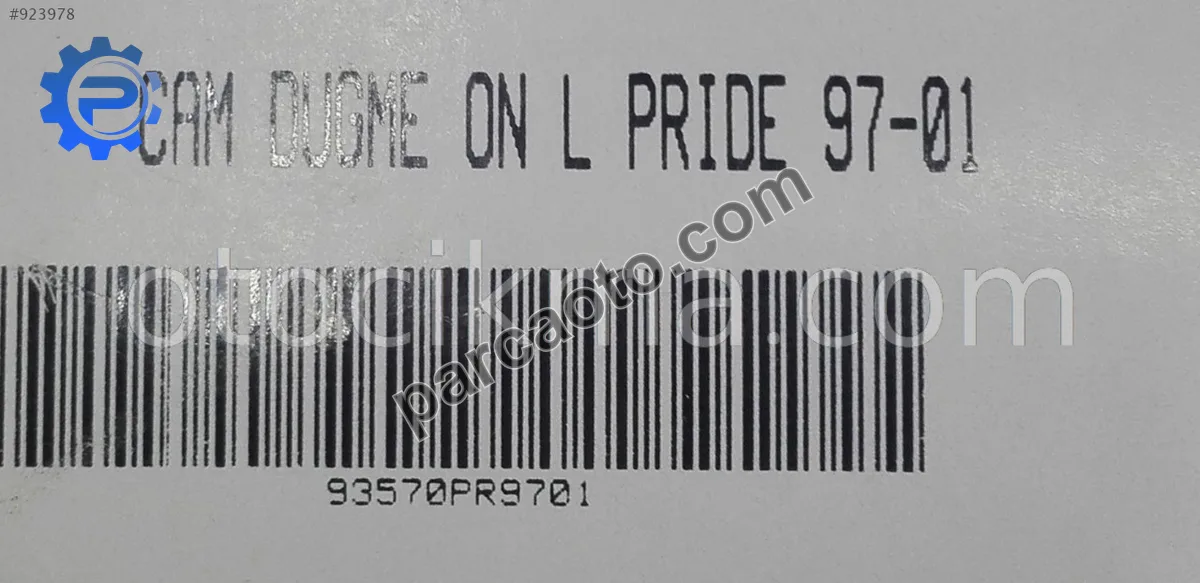 #923978
CAM DUGME ON L PRIDE 97-01
parcaoto.com
otocikma.com
93570PR9701